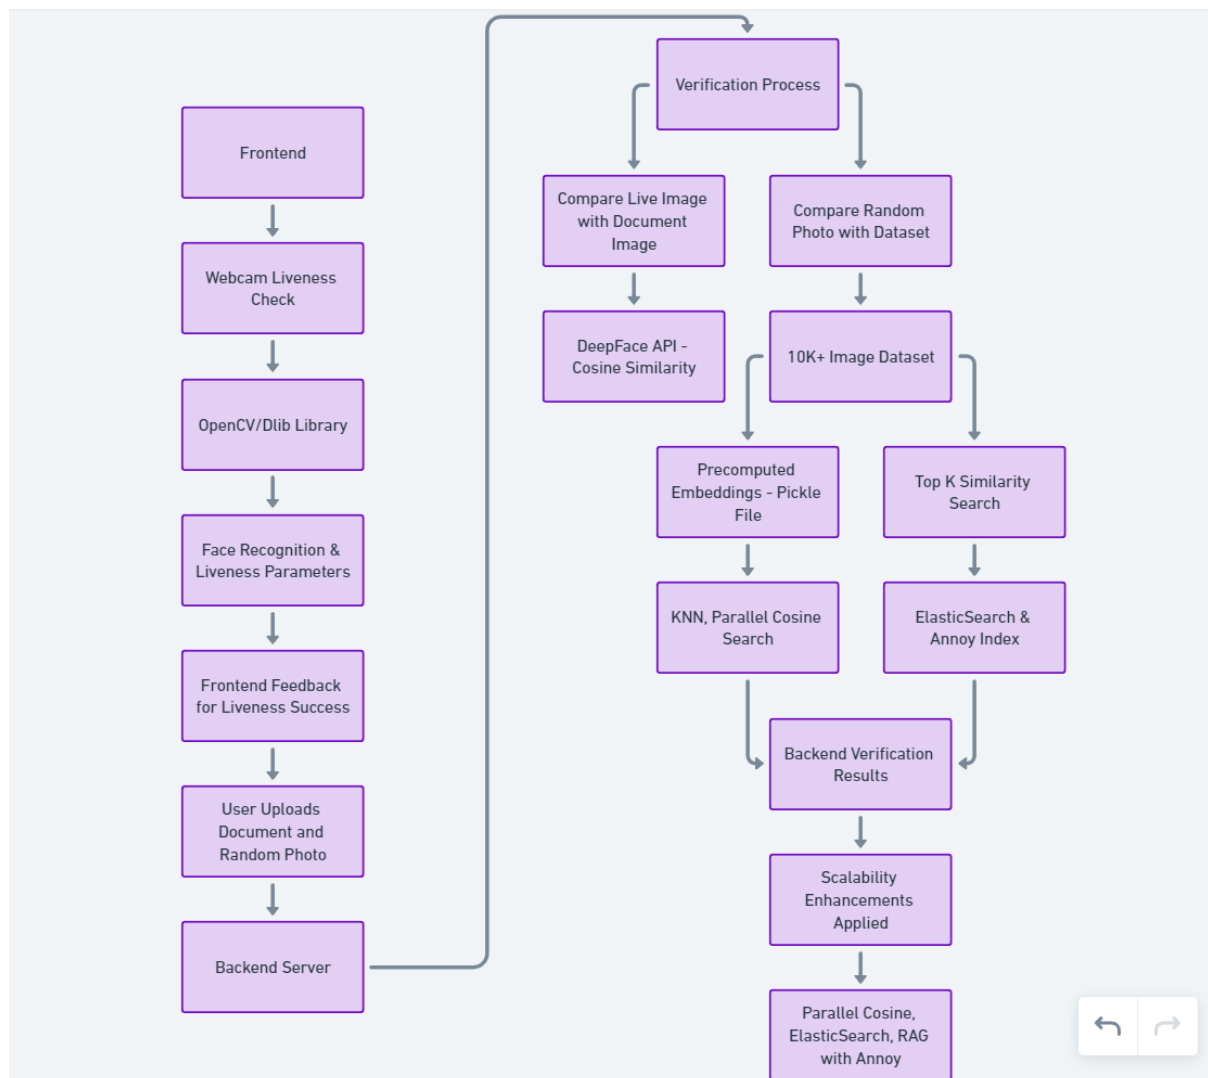 Frontend
Webcam Liveness
Check
OpenCV/Dlib Library
Face Recognition &
Liveness Parameters
Frontend Feedback
for Liveness Success
User Uploads
Document and
Random Photo
Backend Server
Verification Process
Compare Live Image
with Document
Image
Compare Random
Photo with Dataset
DeepFace API -
Cosine Similarity
10K+ Image Dataset
Precomputed
Embeddings - Pickle
File
Top K Similarity
Search
KNN, Parallel Cosine
Search
ElasticSearch &
Annoy Index
Backend Verification
Results
Scalability
Enhancements
Applied
Parallel Cosine,
ElasticSearch, RAG
with Annoy